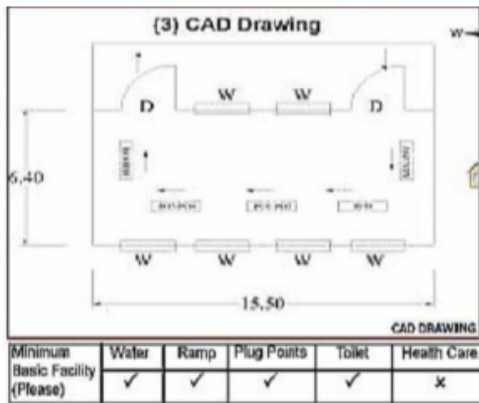 (3) CAD Drawing
W
W W
D D
6.40
W W W W
15.50
CAD DRAWING
Minimum Basic Facility (Please) Water Ramp Plug Points Toilet Health Care
✓ ✓ ✓ ✓ ×